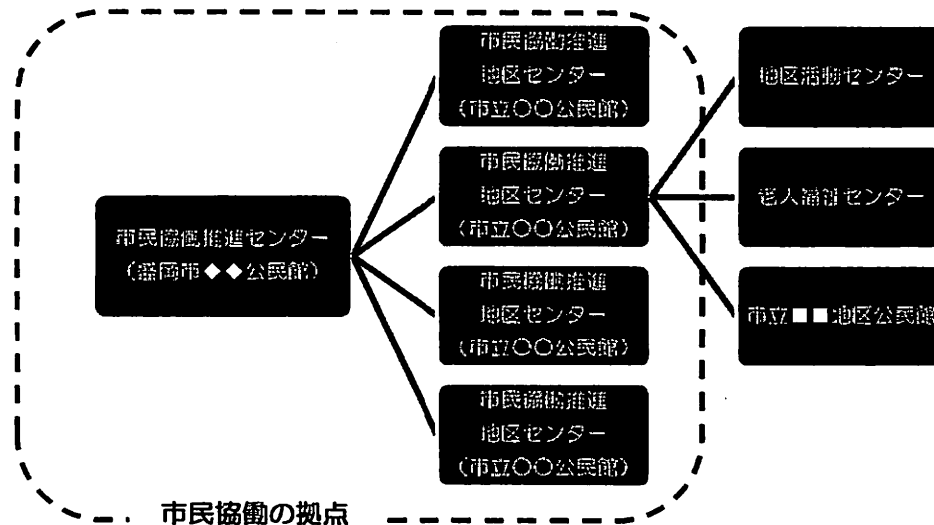 市民協働推進センター
(盛岡市◆◆公民館)
市民協働推進
地区センター
(市立〇〇公民館)
市民協働推進
地区センター
(市立〇〇公民館)
市民協働推進
地区センター
(市立〇〇公民館)
市民協働推進
地区センター
(市立〇〇公民館)
地区活動センター
老人福祉センター
市立■■地区公民館
市民協働の拠点